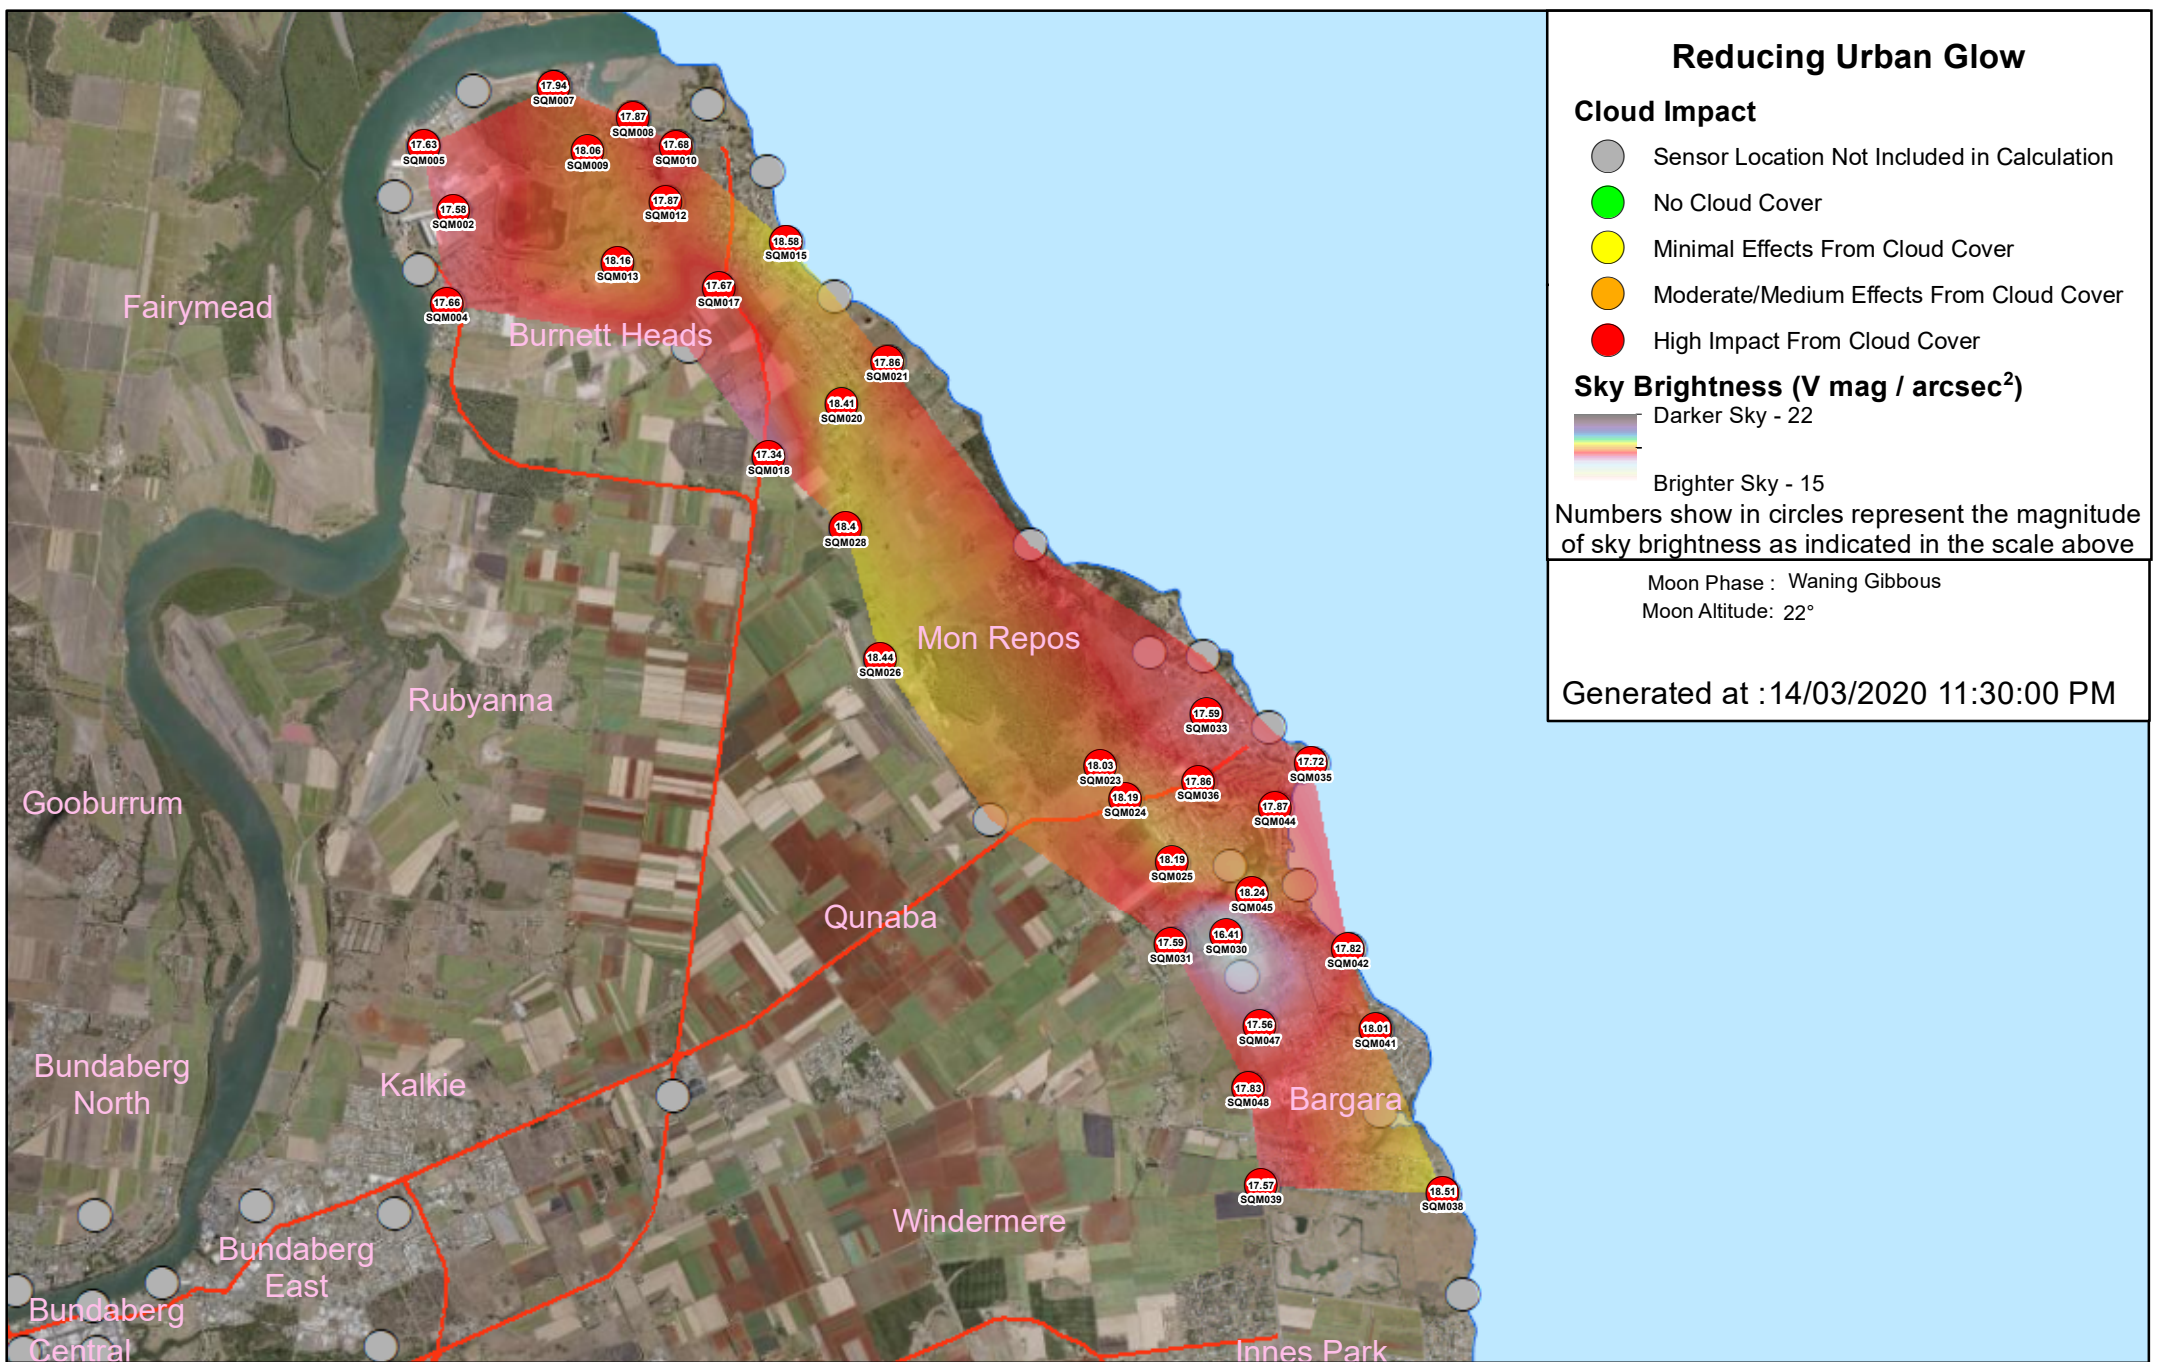 Reducing Urban Glow
Cloud Impact
Sensor Location Not Included in Calculation
No Cloud Cover
Minimal Effects From Cloud Cover
Moderate/Medium Effects From Cloud Cover
High Impact From Cloud Cover
Sky Brightness (V mag / arcsec²)
Darker Sky - 22
Brighter Sky - 15
Numbers show in circles represent the magnitude
of sky brightness as indicated in the scale above
Moon Phase : Waning Gibbous
Moon Altitude: 22°
Generated at :14/03/2020 11:30:00 PM
17.94
SQM007
17.87
SQM008
17.63
SQM005
18.06
SQM009
17.68
SQM010
17.58
SQM002
17.87
SQM012
18.58
SQM015
18.16
SQM013
17.67
SQM017
17.66
SQM004
Fairymead
Burnett Heads
17.86
SQM021
18.41
SQM020
17.34
SQM018
18.4
SQM028
Mon Repos
18.44
SQM026
Rubyanna
17.59
SQM033
18.03
SQM023
17.72
SQM035
17.86
SQM036
18.19
SQM024
17.87
SQM044
Gooburrum
18.19
SQM025
18.24
SQM045
Qunaba
16.41
SQM030
17.59
SQM031
17.82
SQM042
17.56
SQM047
18.01
SQM041
Bundaberg
North
Kalkie
17.83
SQM048
Bargara
17.57
SQM039
18.51
SQM038
Windermere
Bundaberg
East
Bundaberg
Central
Innes Park